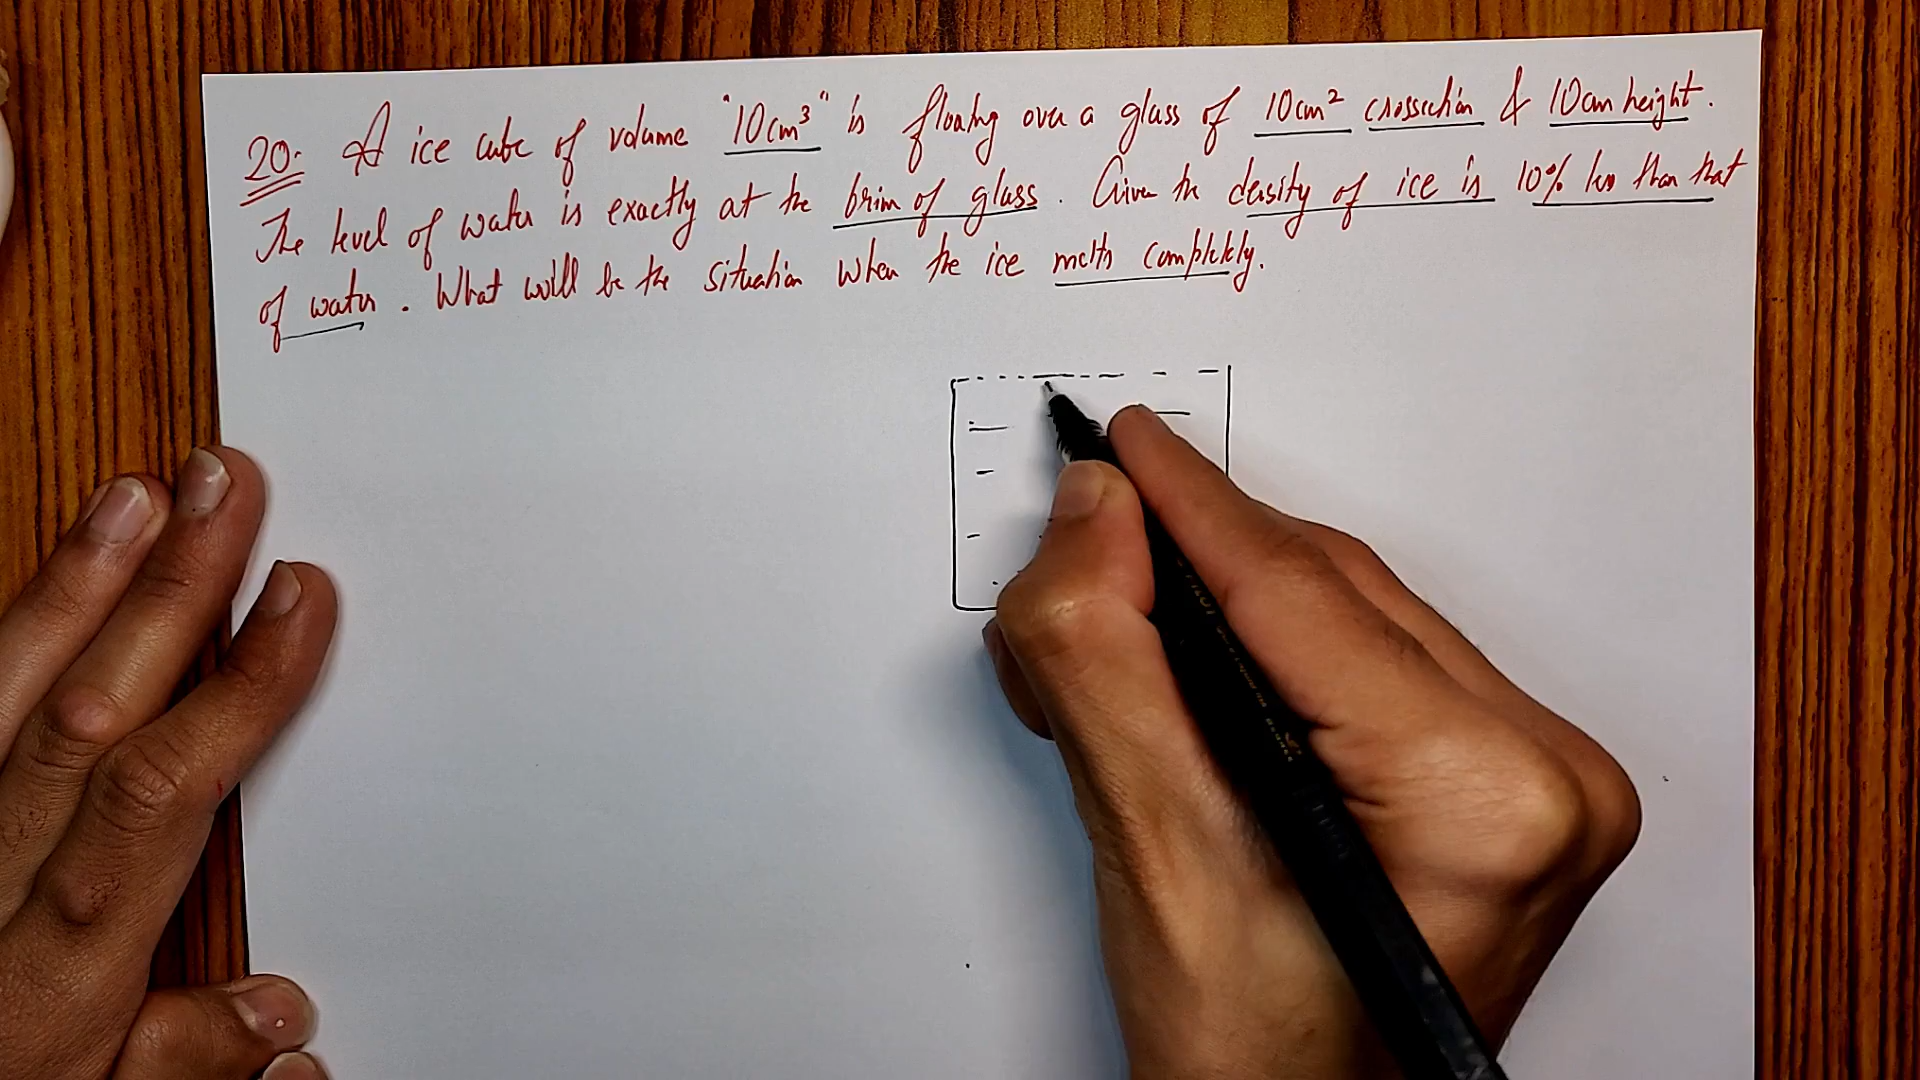 20: A ice cube of volume "10cm³" is floating over a glass of 10cm² crossection & 10cm height.
The level of water is exactly at the brim of glass. Given the density of ice is 10% less than that
of water. What will be the situation when the ice melts completely.